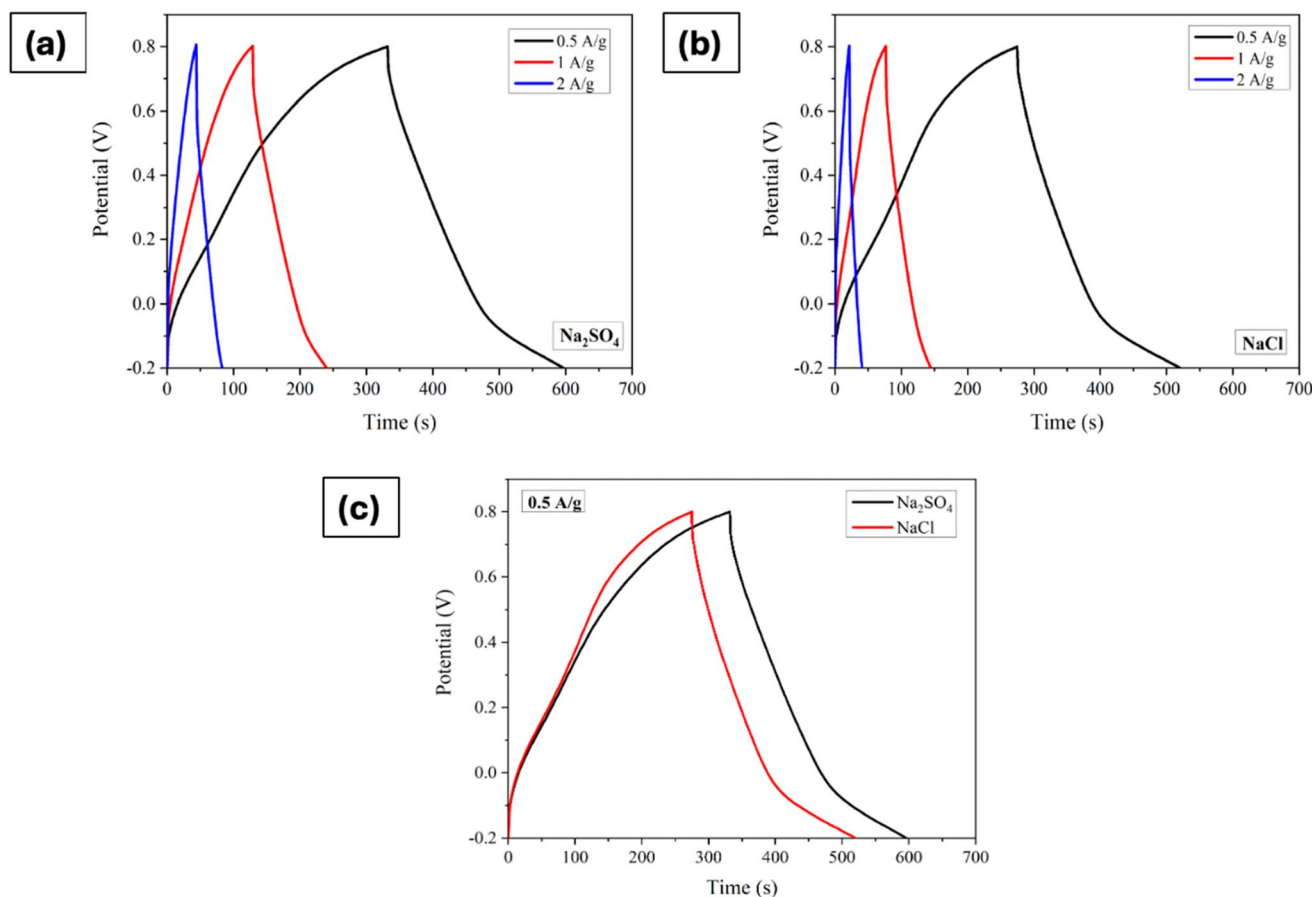 (a)
0.8
0.6
0.4
0.2
0.0
-0.2
Potential (V)
0.5 A/g
1 A/g
2 A/g
Na₂SO₄
0 100 200 300 400 500 600 700
Time (s)
(b)
0.8
0.6
0.4
0.2
0.0
-0.2
Potential (V)
0.5 A/g
1 A/g
2 A/g
NaCl
0 100 200 300 400 500 600 700
Time (s)
(c)
0.8
0.6
0.4
0.2
0.0
-0.2
Potential (V)
0.5 A/g
Na₂SO₄
NaCl
0 100 200 300 400 500 600 700
Time (s)